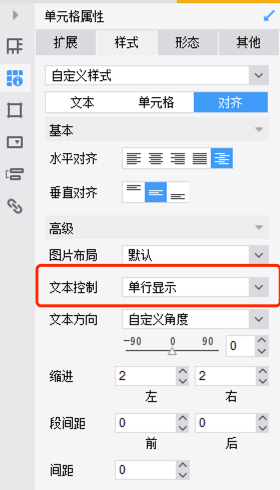 单元格属性
扩展 样式 形态 其他
自定义样式
文本 单元格 对齐
基本
水平对齐
垂直对齐
高级
图片布局 默认
文本控制 单行显示
文本方向 自定义角度
−90 0 90 0
缩进 2 2
左 右
段间距 0 0
前 后
间距 0